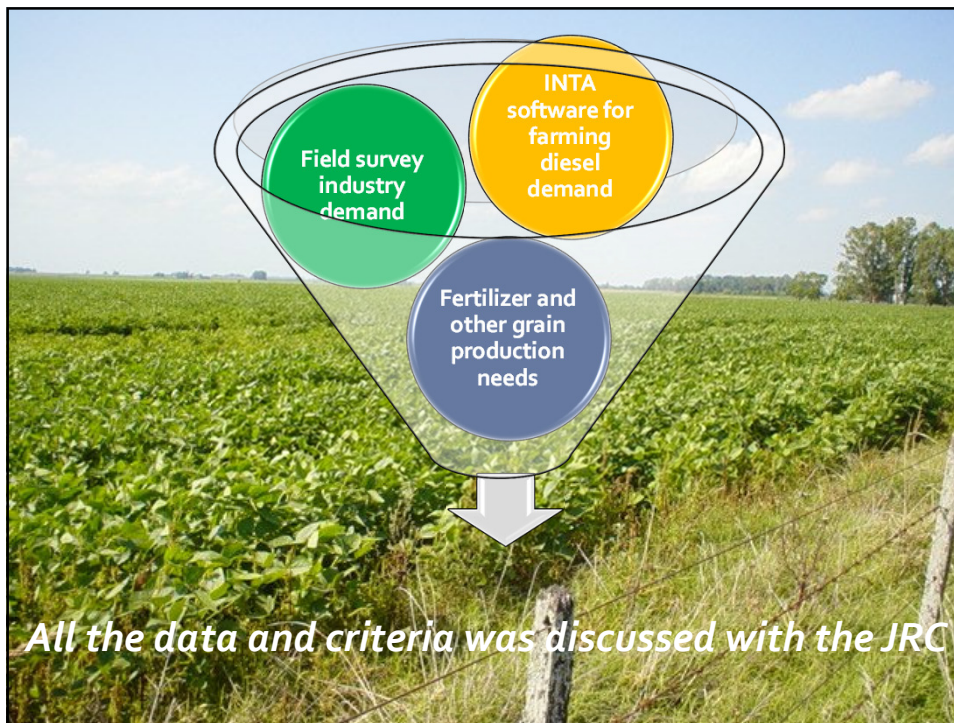 INTA
software for
farming
diesel
demand
Field survey
industry
demand
Fertilizer and
other grain
production
needs
All the data and criteria was discussed with the JRC